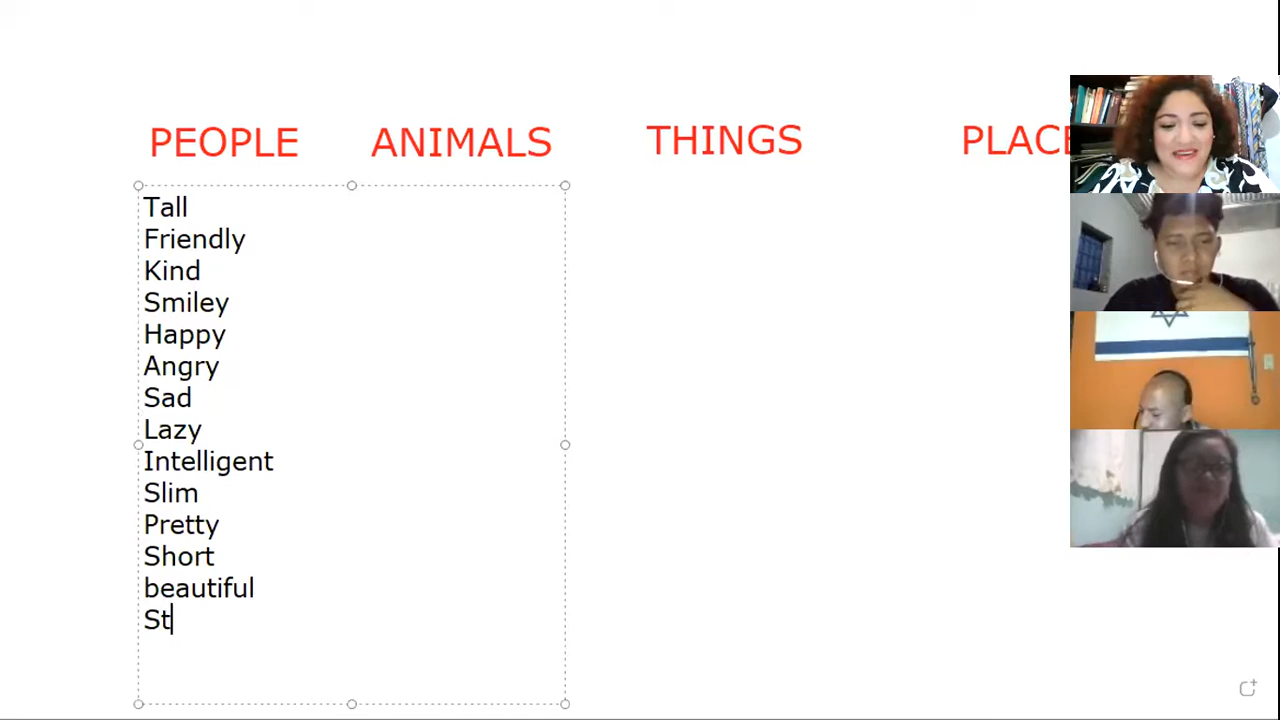 PEOPLE ANIMALS THINGS PLACE
Tall
Friendly
Kind
Smiley
Happy
Angry
Sad
Lazy
Intelligent
Slim
Pretty
Short
beautiful
St